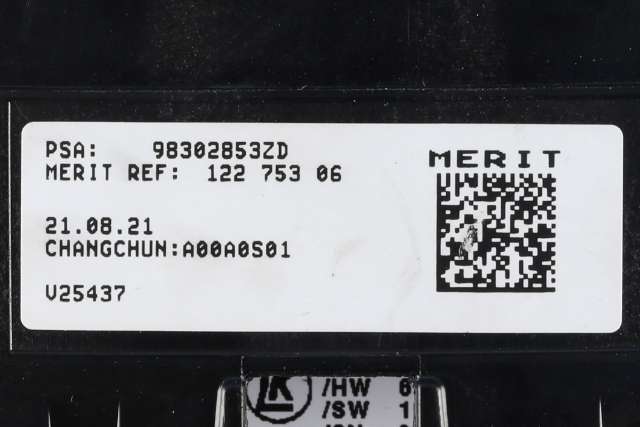 PSA: 98302853ZD
MERIT REF: 122 753 06
MERIT
21.08.21
CHANGCHUN:A00A0S01
V25437
/HW 6
/SW 1